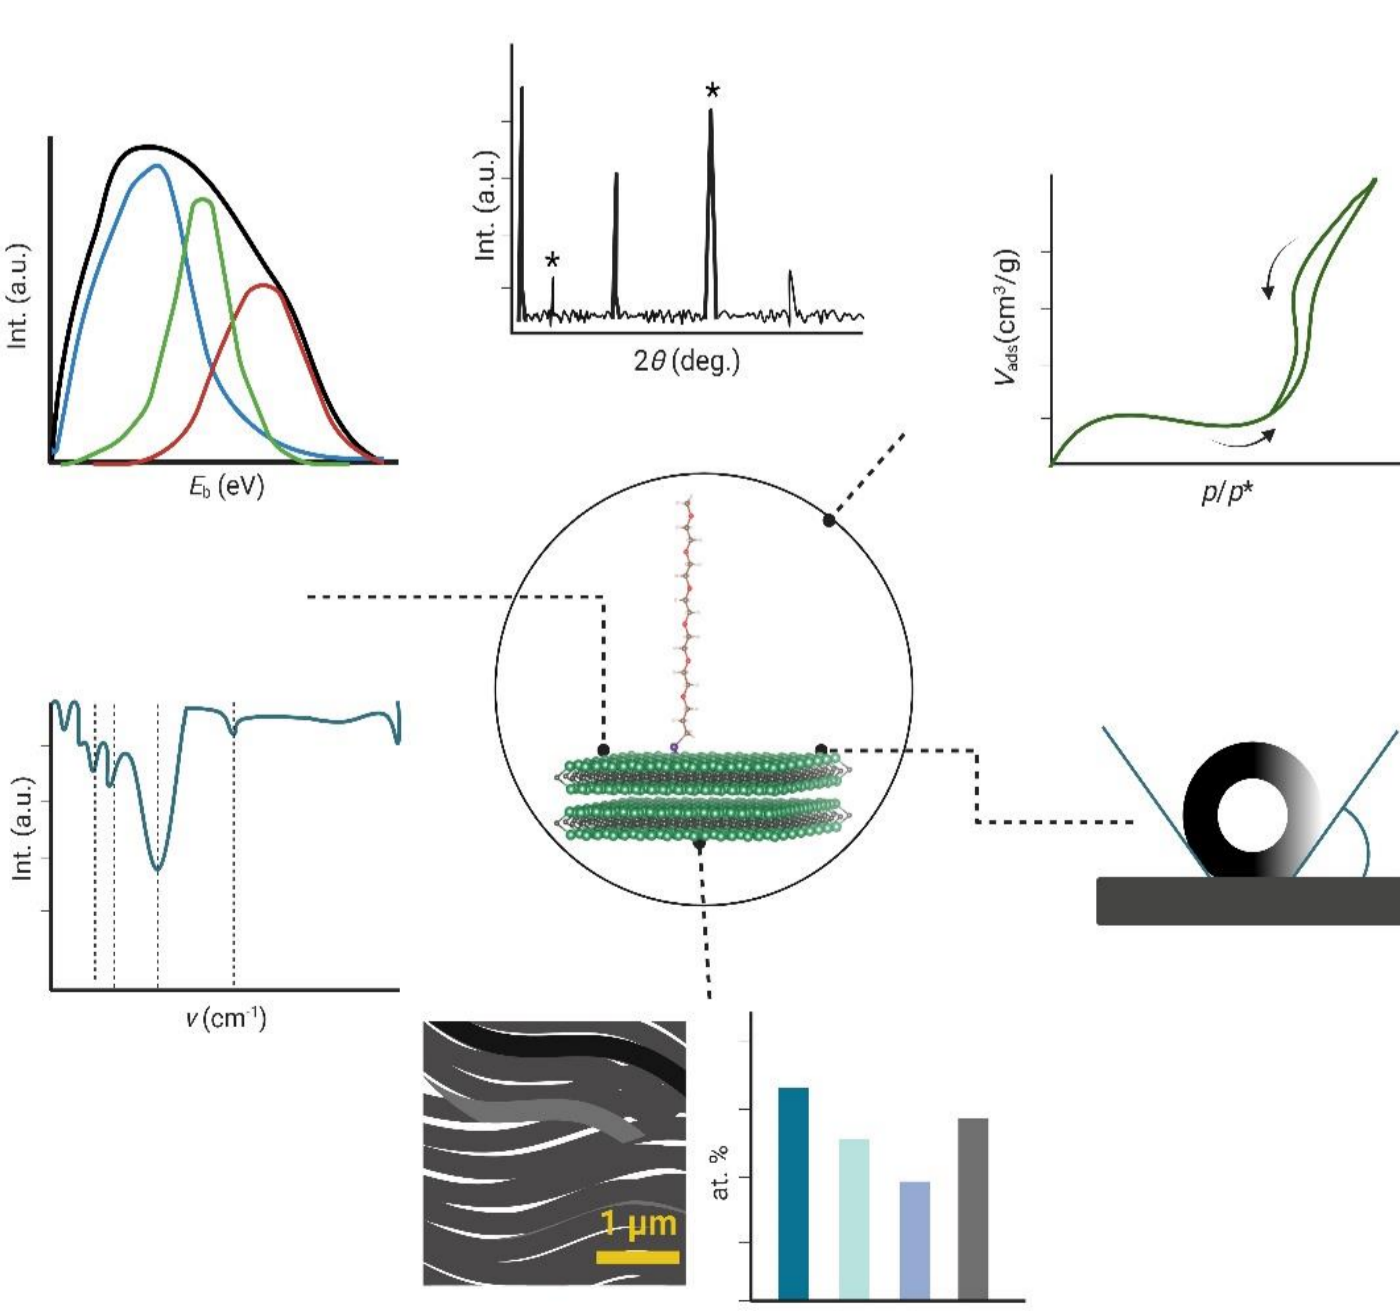 *
*
Int. (a.u.)
2θ (deg.)
Int. (a.u.)
E_b (eV)
V_ads(cm³/g)
p/p*
Int. (a.u.)
ν (cm⁻¹)
1 µm
at. %